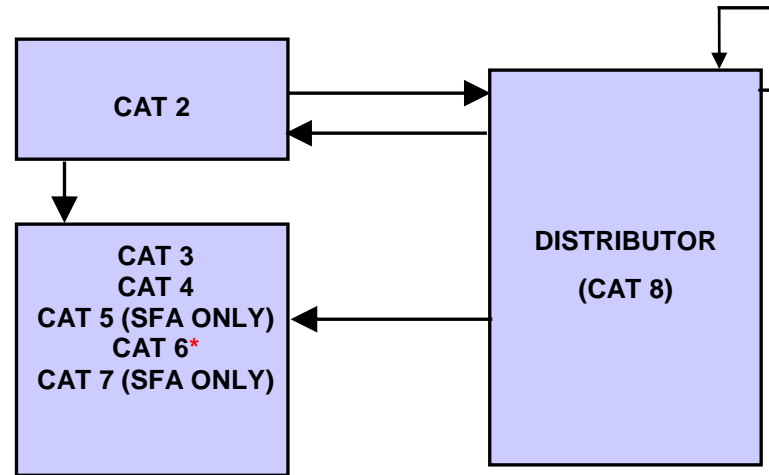 CAT 2
CAT 3
CAT 4
CAT 5 (SFA ONLY)
CAT 6*
CAT 7 (SFA ONLY)
DISTRIBUTOR
(CAT 8)